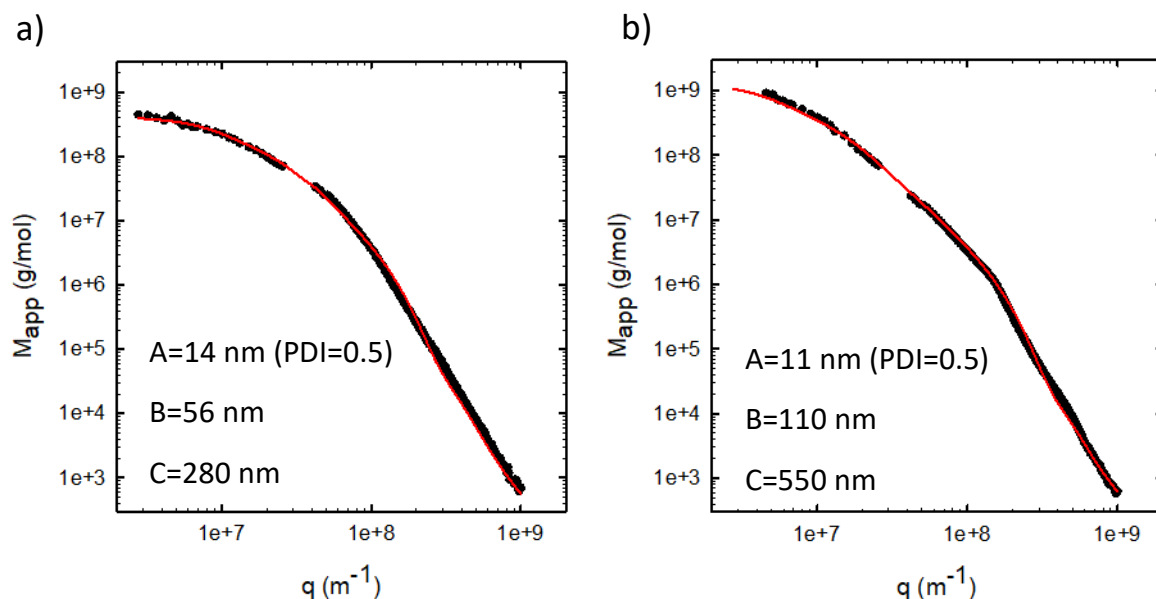 a)
1e+9
1e+8
1e+7
1e+6
1e+5
1e+4
1e+3
M_app (g/mol)
A=14 nm (PDI=0.5)
B=56 nm
C=280 nm
1e+7 1e+8 1e+9
q (m⁻¹)
b)
1e+9
1e+8
1e+7
1e+6
1e+5
1e+4
1e+3
M_app (g/mol)
A=11 nm (PDI=0.5)
B=110 nm
C=550 nm
1e+7 1e+8 1e+9
q (m⁻¹)